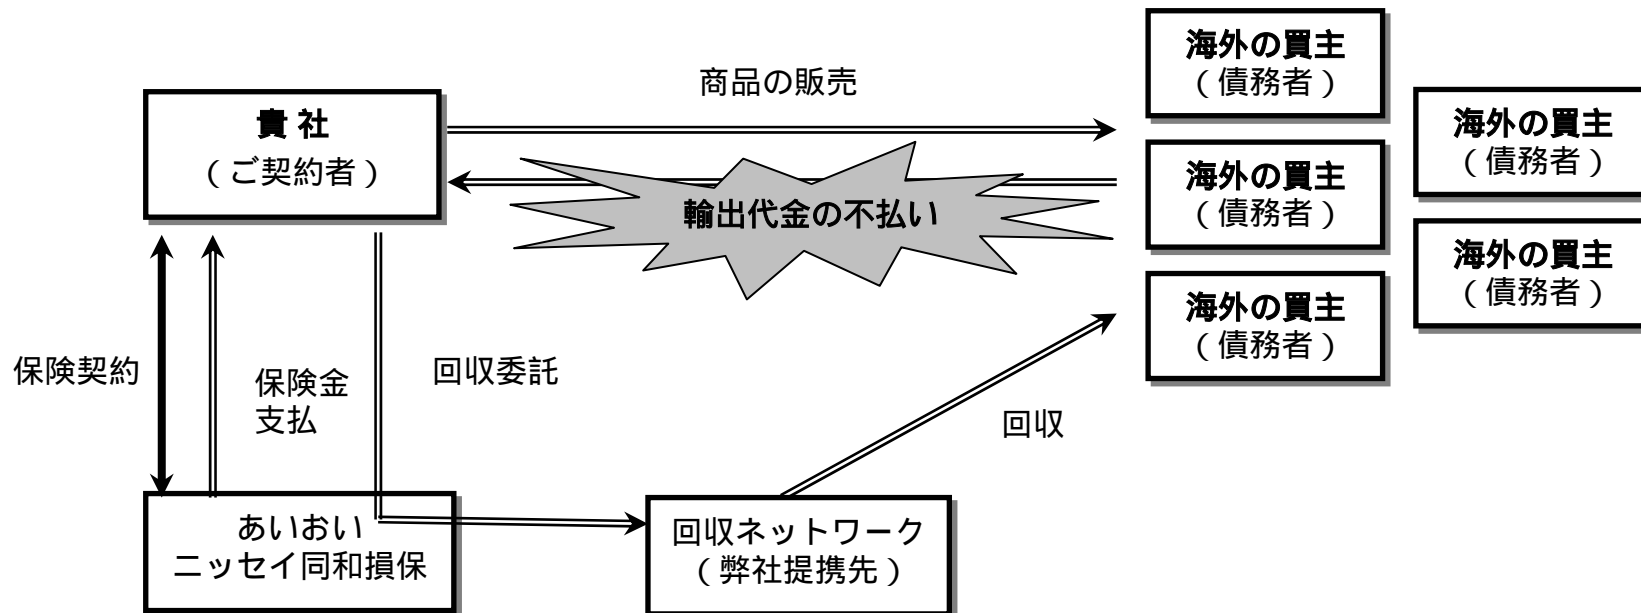 海外の買主
（債務者）
商品の販売
貴 社
（ご契約者）
海外の買主
（債務者）
海外の買主
（債務者）
輸出代金の不払い
海外の買主
（債務者）
海外の買主
（債務者）
保険契約
保険金
支払
回収委託
回収
あいおい
ニッセイ同和損保
回収ネットワーク
（弊社提携先）